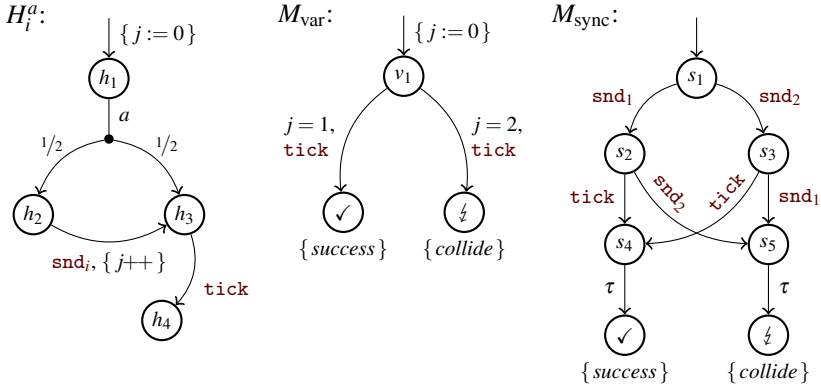 H_i^a:
{ j := 0 }
h_1
a
1/2
1/2
h_2
h_3
snd_i, { j++ }
tick
h_4
M_var:
{ j := 0 }
v_1
j = 1,
tick
j = 2,
tick
✓
↯
{ success }
{ collide }
M_sync:
s_1
snd_1
snd_2
s_2
s_3
tick
snd_2
tick
snd_1
s_4
s_5
τ
τ
✓
↯
{ success }
{ collide }